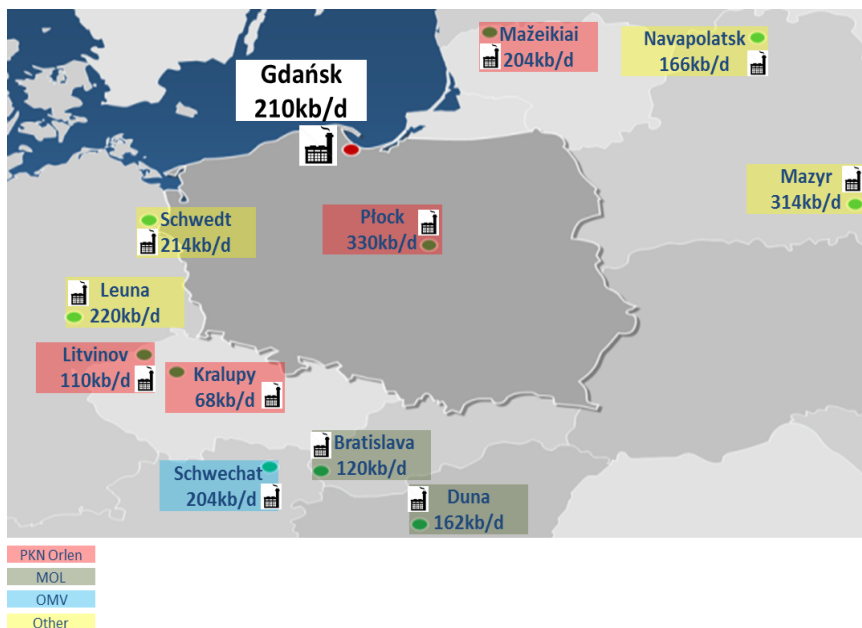 Mažeikiai
204kb/d
Navapolatsk
166kb/d
Gdańsk
210kb/d
Mazyr
314kb/d
Schwedt
214kb/d
Płock
330kb/d
Leuna
220kb/d
Litvinov
110kb/d
Kralupy
68kb/d
Bratislava
120kb/d
Schwechat
204kb/d
Duna
162kb/d
PKN Orlen
MOL
OMV
Other